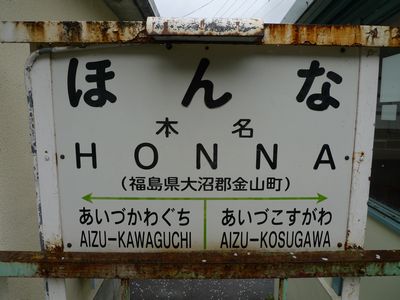 ほんな
本名
HONNA
（福島県大沼郡金山町）
あいづかわぐち
AIZU-KAWAGUCHI
あいづこすがわ
AIZU-KOSUGAWA